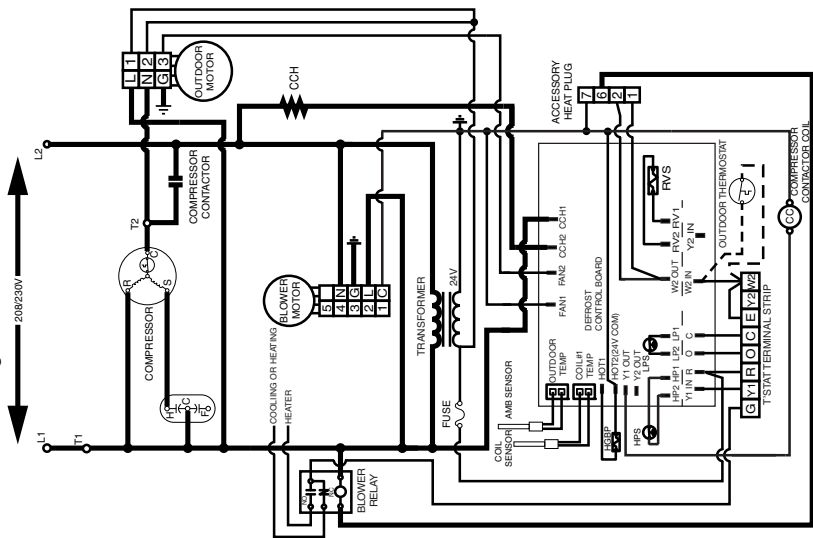 208/230V
L1
L2
T1
T2
COMPRESSOR
R
C
S
H
C
F
COMPRESSOR
CONTACTOR
L 1
N 2
G 3
OUTDOOR
MOTOR
CCH
BLOWER
MOTOR
5
4 N
3 G
2 L
1 C
COOLIING OR HEATING
HEATER
NO
NC
BLOWER
RELAY
TRANSFORMER
24V
FUSE
ACCESSORY
HEAT PLUG
7
6
2
1
CCH1
CCH2
FAN2
FAN1
DEFROST
CONTROL BOARD
OUTDOOR
TEMP
COIL#1
TEMP
AMB SENSOR
COIL
SENSOR
HOT1
HOT2(24V COM)
Y1 OUT
Y2 OUT
HGBP
HPS
LPS
HP2 HP1
LP2 LP1
Y1 IN R
O C
W2 OUT
W2 IN
RV2 RV1
Y2 IN
RVS
OUTDOOR THERMOSTAT
CC
COMPRESSOR
CONTACTOR COIL
G Y1 R O C E Y2 W2
T'STAT TERMINAL STRIP